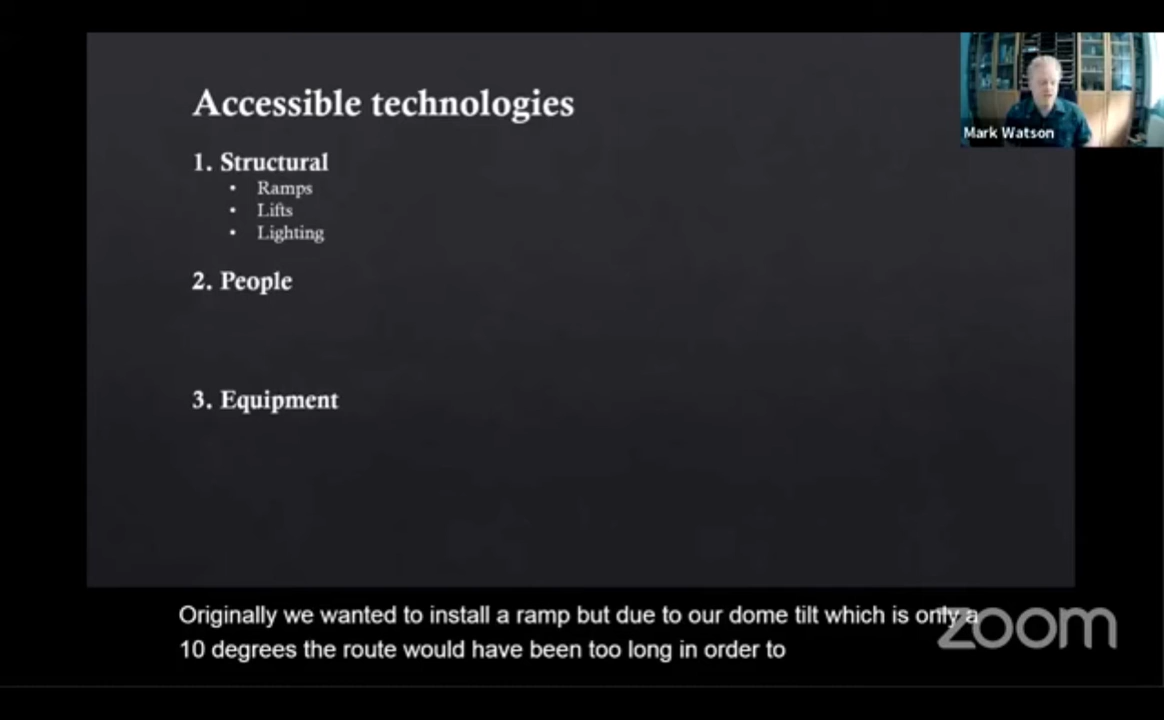 Accessible technologies
1. Structural
• Ramps
• Lifts
• Lighting
2. People
3. Equipment
Mark Watson
Originally we wanted to install a ramp but due to our dome tilt which is only a
10 degrees the route would have been too long in order to
zoom